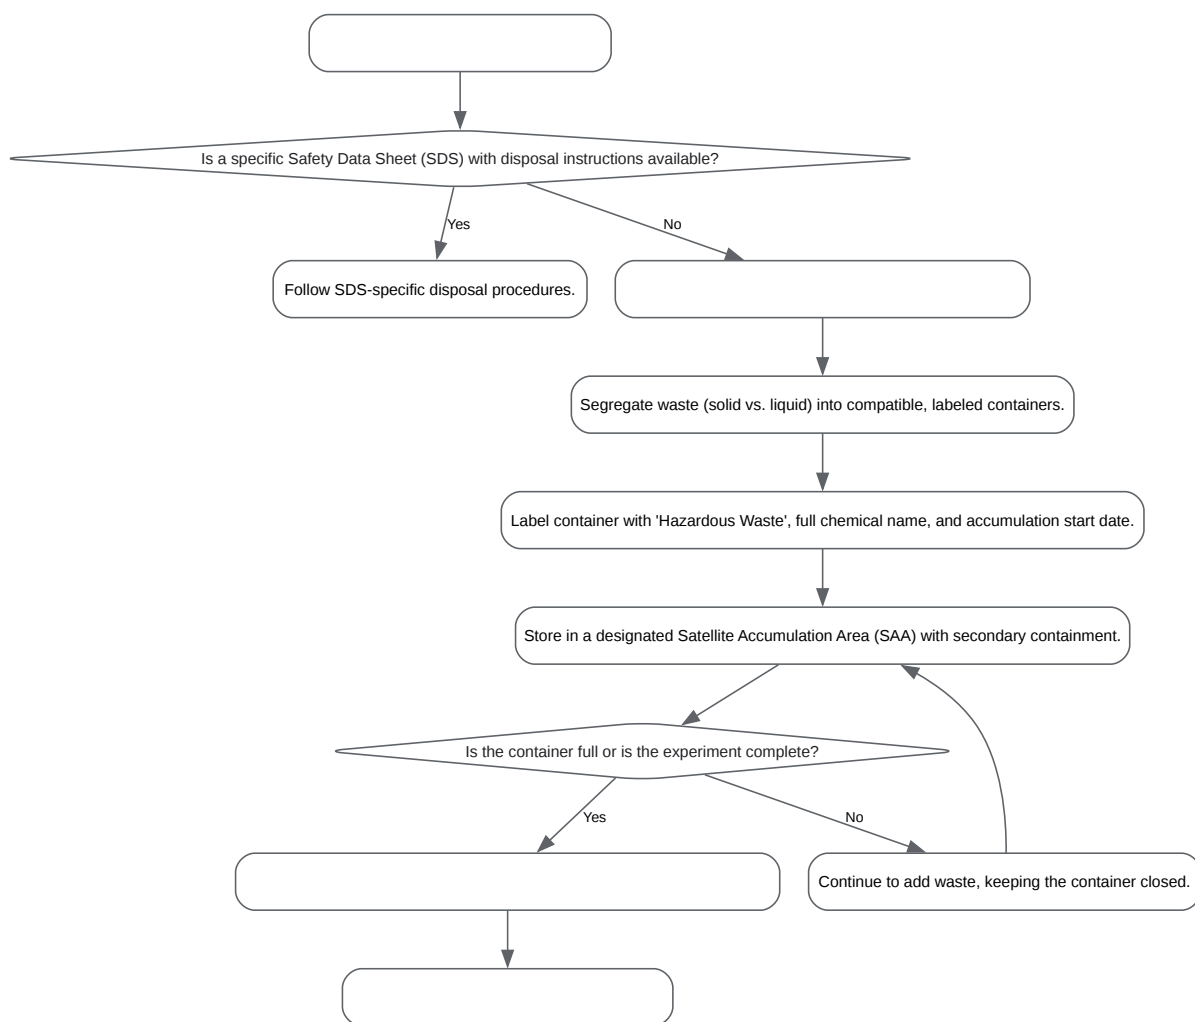 Is a specific Safety Data Sheet (SDS) with disposal instructions available?
Yes
No
Follow SDS-specific disposal procedures.
Segregate waste (solid vs. liquid) into compatible, labeled containers.
Label container with 'Hazardous Waste', full chemical name, and accumulation start date.
Store in a designated Satellite Accumulation Area (SAA) with secondary containment.
Is the container full or is the experiment complete?
Yes
No
Continue to add waste, keeping the container closed.